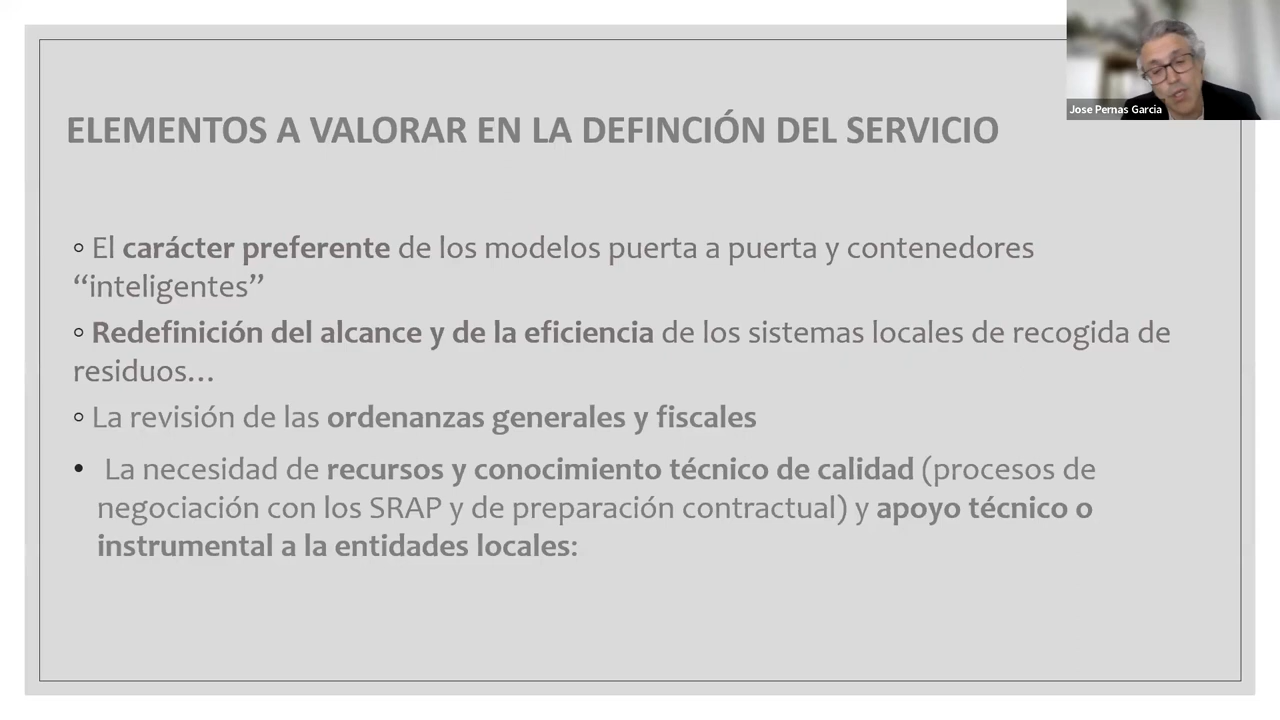 Jose Pernas Garcia
ELEMENTOS A VALORAR EN LA DEFINCIÓN DEL SERVICIO
◦ El carácter preferente de los modelos puerta a puerta y contenedores
“inteligentes”
◦ Redefinición del alcance y de la eficiencia de los sistemas locales de recogida de
residuos...
◦ La revisión de las ordenanzas generales y fiscales
• La necesidad de recursos y conocimiento técnico de calidad (procesos de
negociación con los SRAP y de preparación contractual) y apoyo técnico o
instrumental a la entidades locales: